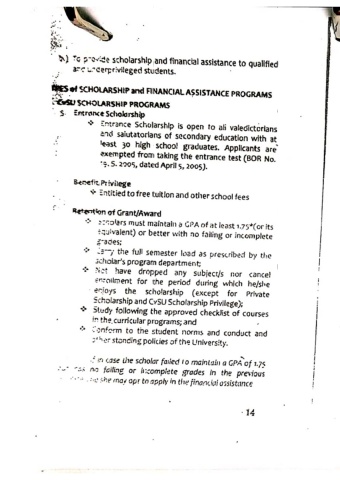 To provide scholarship and financial assistance to qualified
and underprivileged students.
of SCHOLARSHIP and FINANCIAL ASSISTANCE PROGRAMS
CvSU SCHOLARSHIP PROGRAMS
Entrance Scholarship
❖ Entrance Scholarship is open to all valedictorians
and salutatorians of secondary education with at
least 30 high school graduates. Applicants are
exempted from taking the entrance test (BOR No.
S. 2005, dated April 5, 2005).
Benefit Privilege
❖ Entitled to free tuition and other school fees
Retention of Grant/Award
❖ Scholars must maintain a GPA of at least 1.75 (or its
equivalent) or better with no failing or incomplete
grades;
❖ Carry the full semester load as prescribed by the
scholar's program department;
❖ Not have dropped any subject/s nor cancel
enrollment for the period during which he/she
enjoys the scholarship (except for Private
Scholarship and CvSU Scholarship Privilege);
❖ Study following the approved checklist of courses
in the curricular programs; and
❖ Conform to the student norms and conduct and
other standing policies of the University.
in case the scholar failed to maintain a GPA of 1.75
no failing or incomplete grades in the previous
she may opt to apply in the financial assistance
14